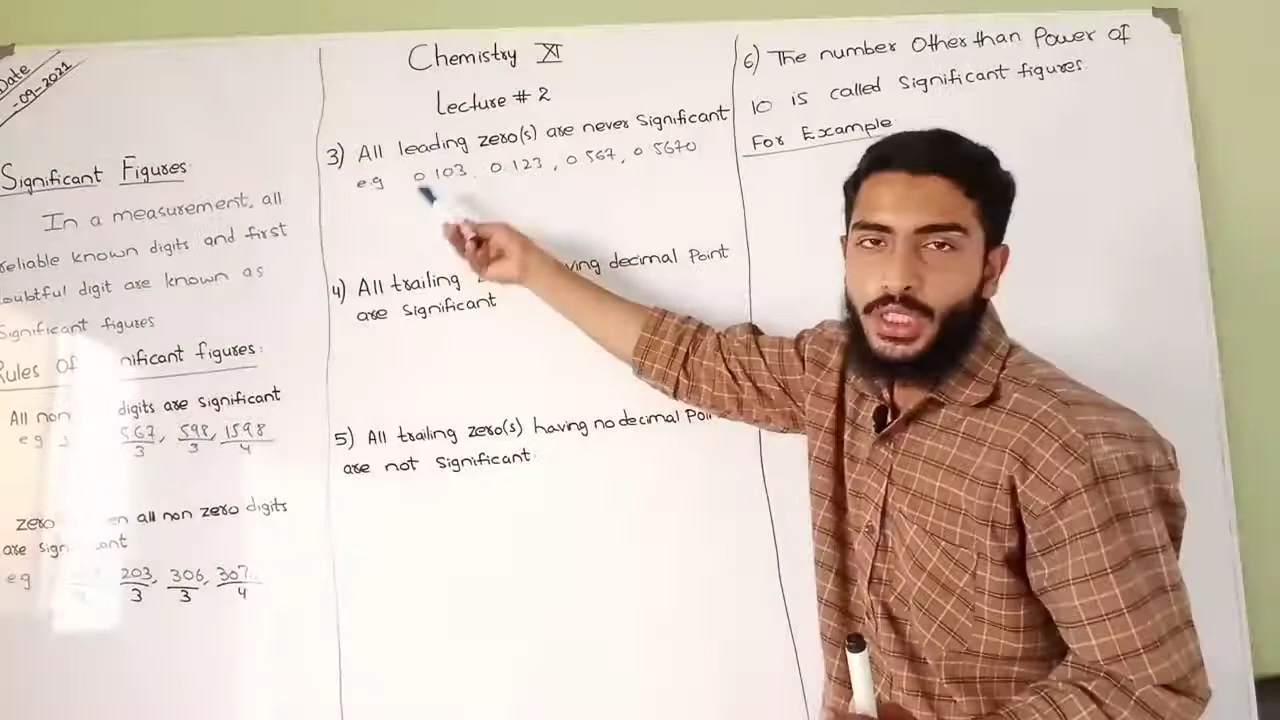 Date
-09-2021
Significant Figures
In a measurement, all
reliable known digits and first
doubtful digit are known as
Significant figures
Rules of nificant figures:
All non digits are significant
eg 567, 598, 1598
3 3 4
zero en all non zero digits
are sign ant
eg 203, 306, 307
3 3 4
Chemistry XI
Lecture # 2
3) All leading zero(s) are never significant
e.g 0.103, 0.123, 0.567, 0.5670
4) All trailing ving decimal Point
are significant
5) All trailing zero(s) having no decimal Poin
are not significant.
6) The number Other than Power of
10 is called Significant figures.
For Example